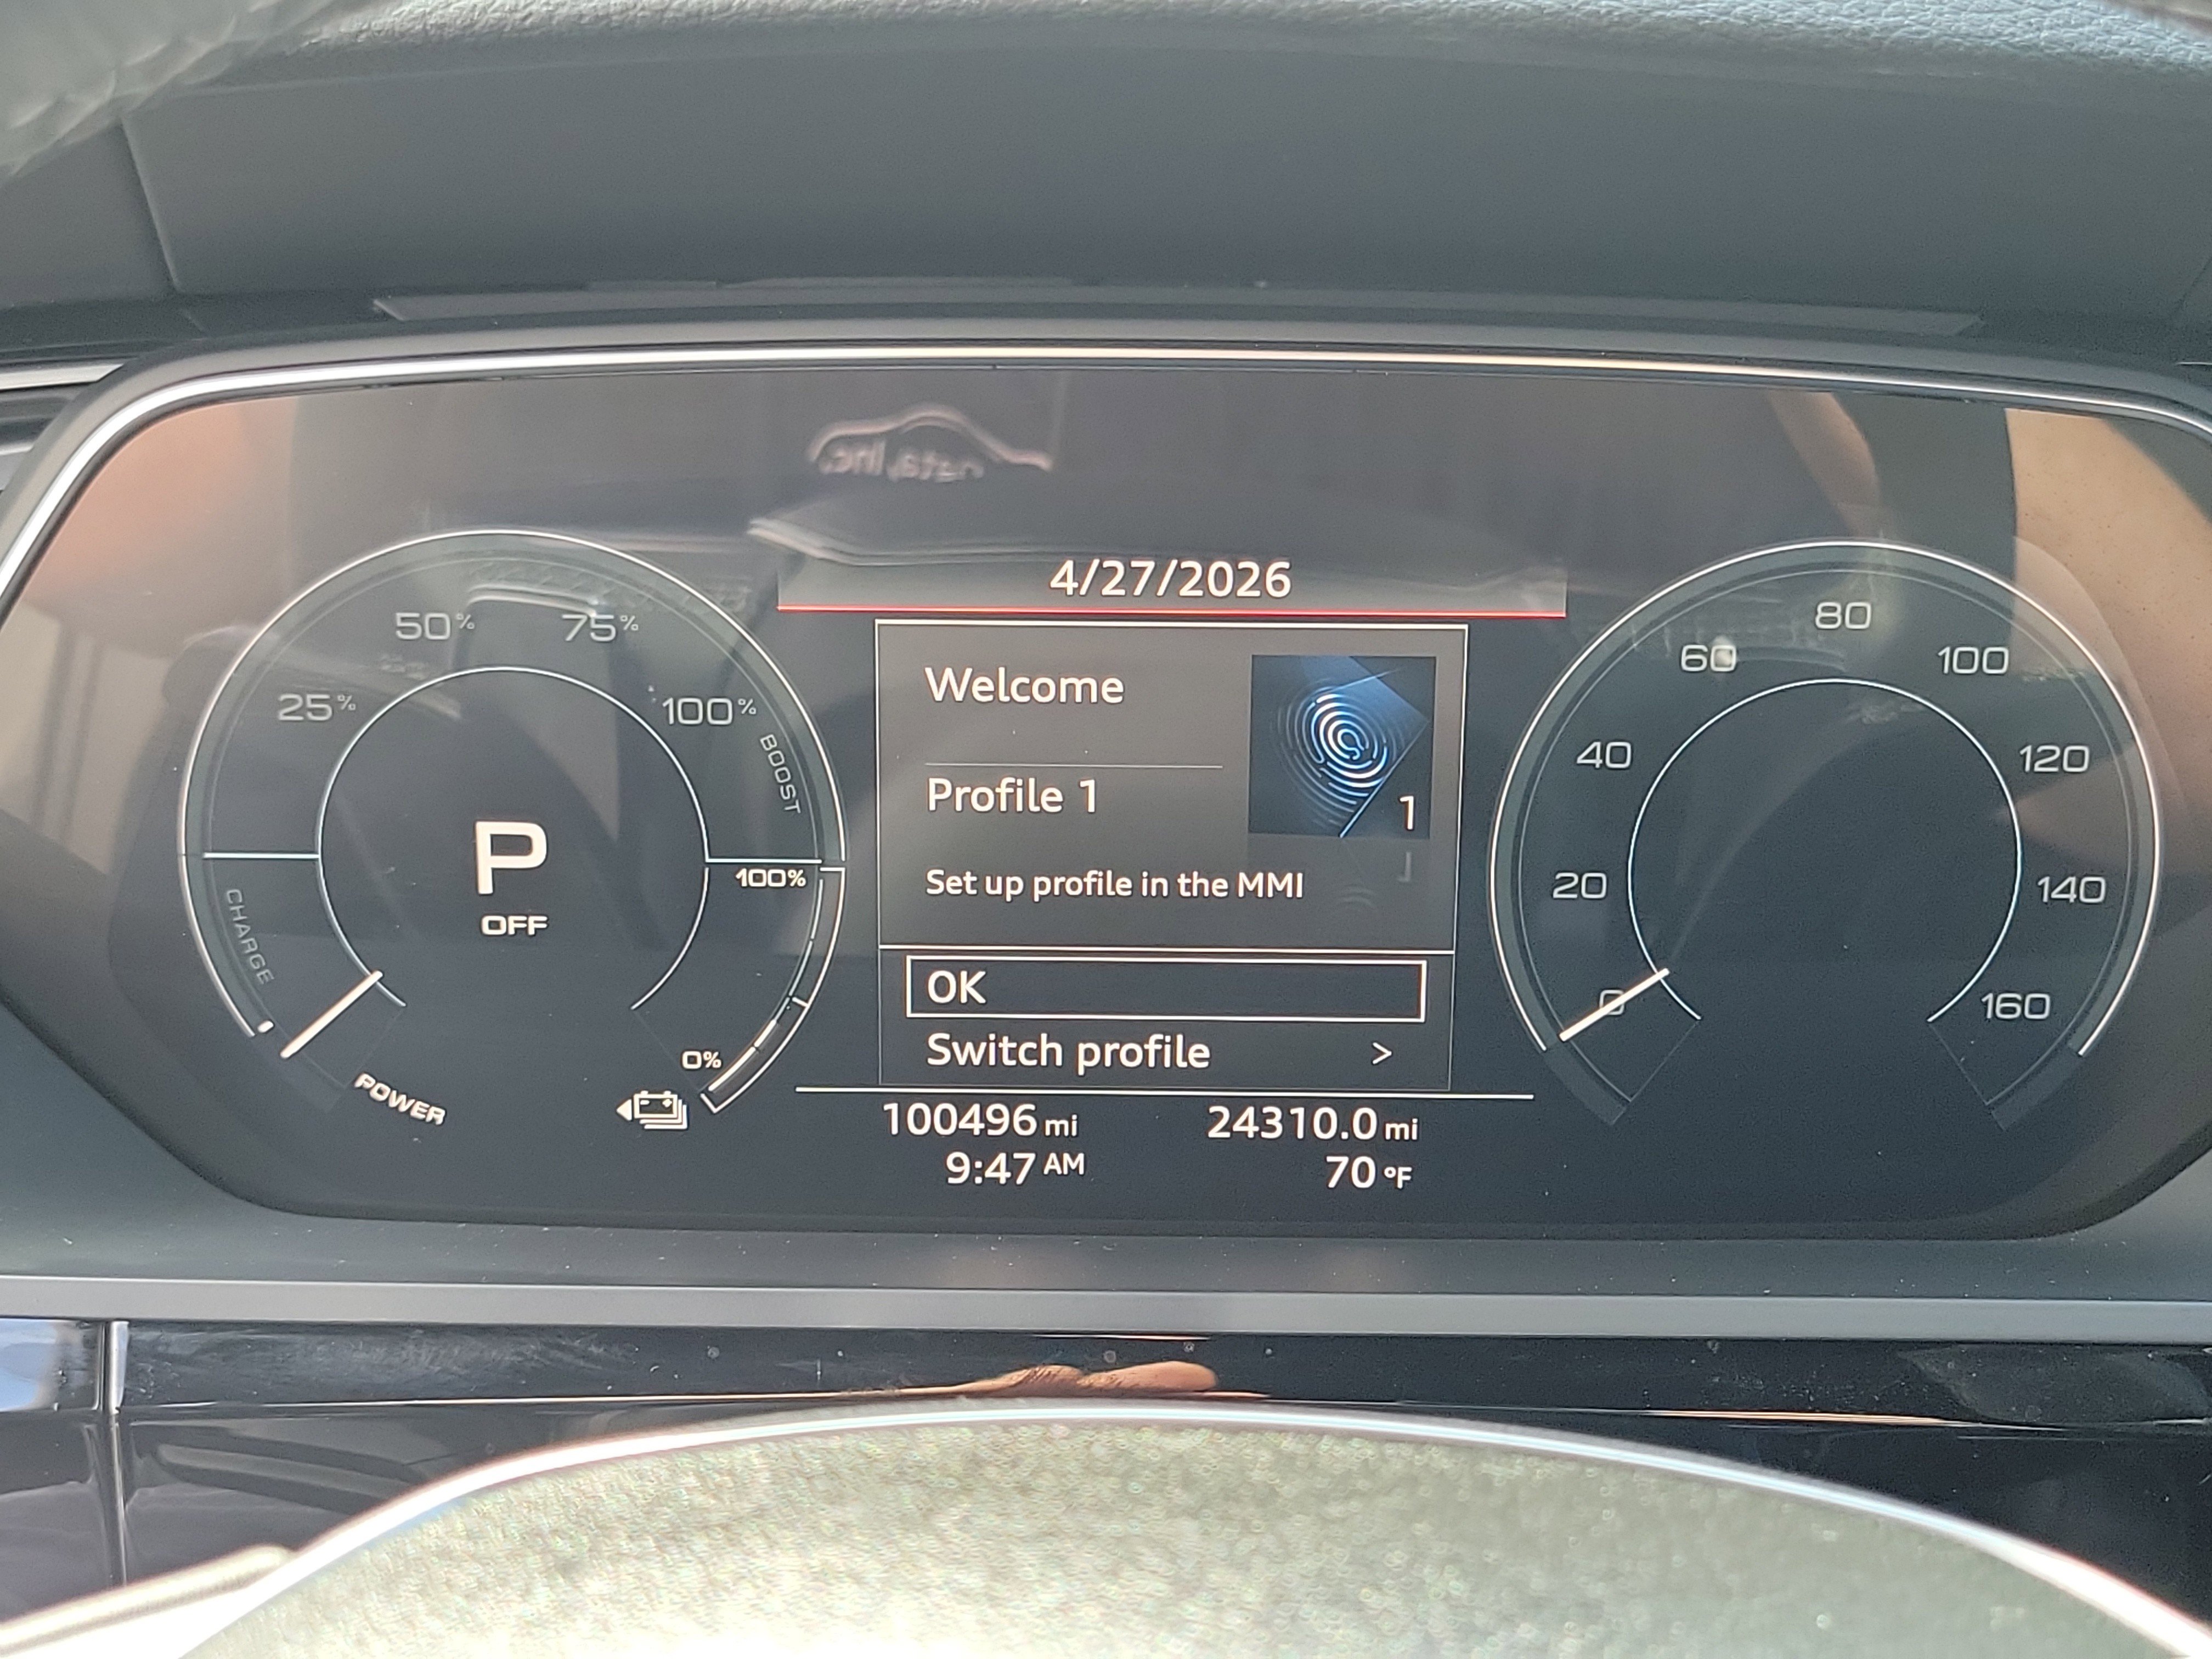 4/27/2026
50%
75%
25%
100%
BOOST
P
OFF
CHARGE
100%
0%
POWER
Welcome
Profile 1
1
Set up profile in the MMI
OK
Switch profile >
100496 mi
24310.0 mi
9:47 AM
70 °F
0
20
40
60
80
100
120
140
160